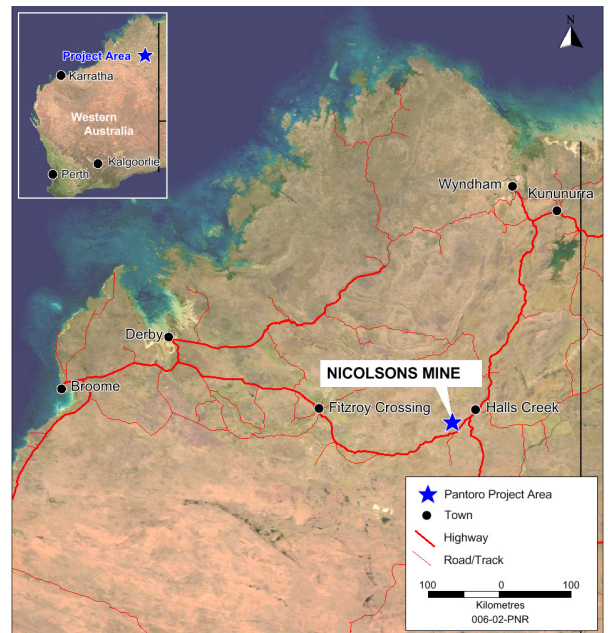 N
Project Area
Karratha
Western
Australia
Kalgoorlie
Perth
Wyndham
Kununurra
Derby
NICOLSONS MINE
Broome
Fitzroy Crossing
Halls Creek
Pantoro Project Area
Town
Highway
Road/Track
100 0 100
Kilometres
006-02-PNR